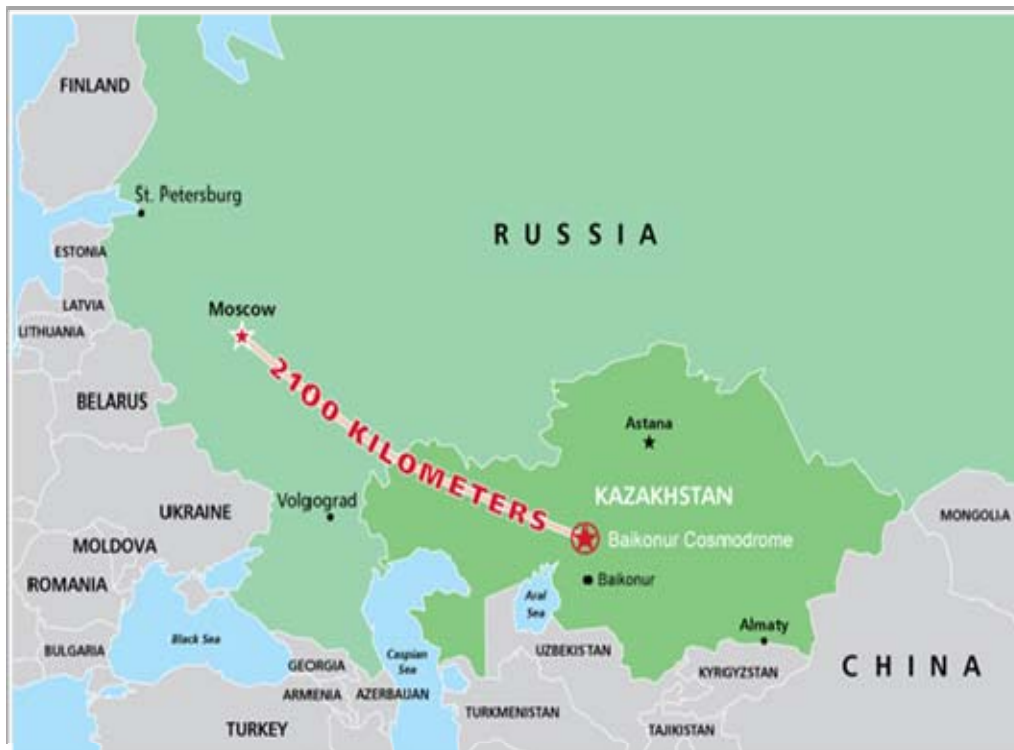 FINLAND
St. Petersburg
RUSSIA
ESTONIA
LATVIA
Moscow
LITHUANIA
2100 KILOMETERS
BELARUS
Astana
KAZAKHSTAN
Volgograd
UKRAINE
MONGOLIA
Baikonur Cosmodrome
MOLDOVA
Baikonur
ROMANIA
Aral
Sea
Almaty
Black Sea
BULGARIA
Caspian
Sea
UZBEKISTAN
GEORGIA
KYRGYZSTAN
CHINA
ARMENIA
AZERBAIJAN
TURKMENISTAN
TURKEY
TAJIKISTAN